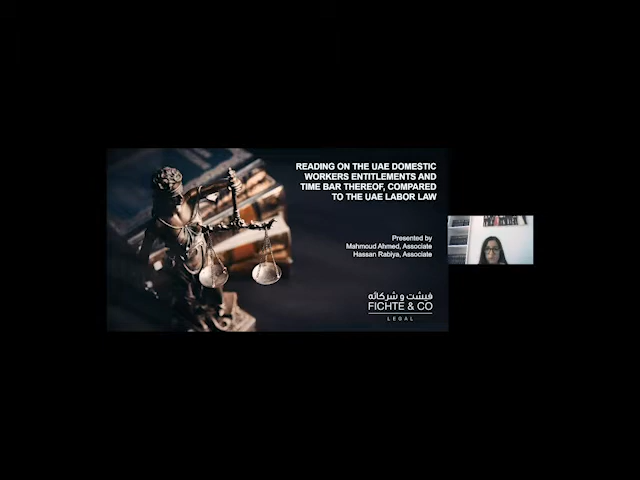 READING ON THE UAE DOMESTIC
WORKERS ENTITLEMENTS AND
TIME BAR THEREOF, COMPARED
TO THE UAE LABOR LAW
Presented by
Mahmoud Ahmed, Associate
Hassan Rabiya, Associate
فيشت و شركائه
FICHTE & CO
LEGAL